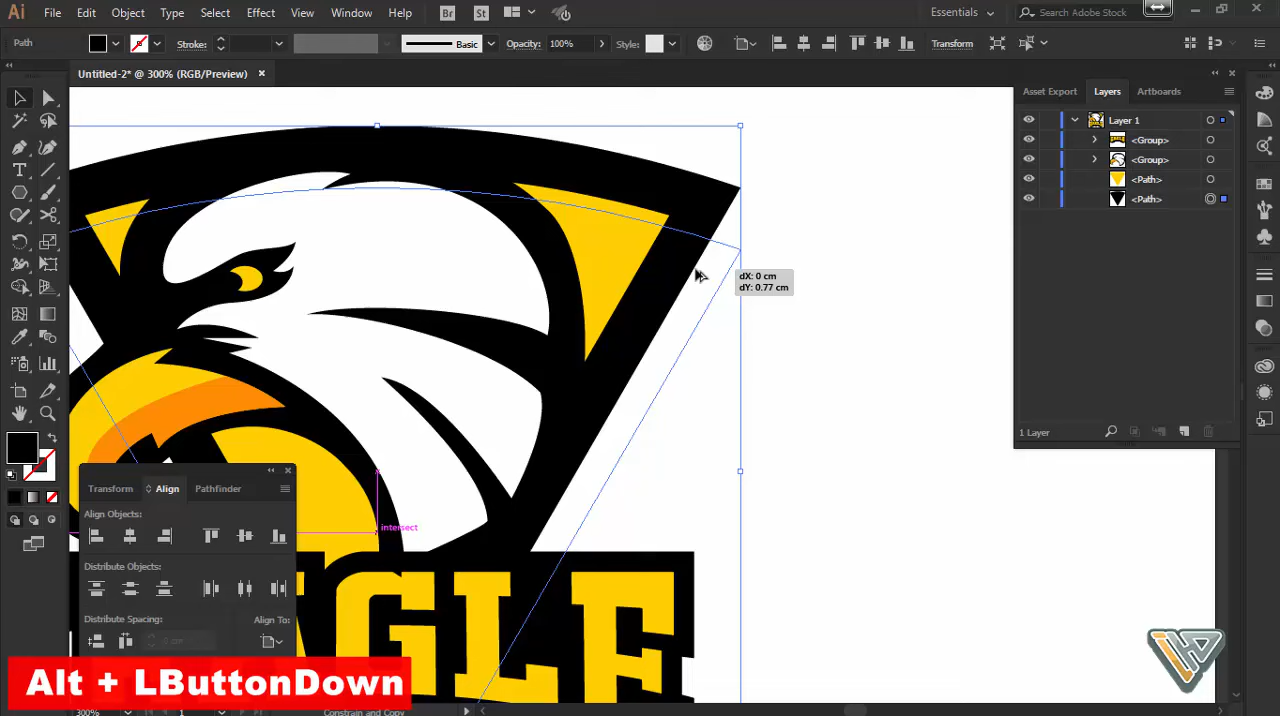 Ai File Edit Object Type Select Effect View Window Help Br St Essentials Search Adobe Stock
Path Stroke: Basic Opacity: 100% Style: Transform
Untitled-2* @ 300% (RGB/Preview)
Asset Export Layers Artboards
Layer 1
<Group>
<Group>
<Path>
<Path>
1 Layer
dX: 0 cm
dY: 0.77 cm
intersect
Transform Align Pathfinder
Align Objects:
Distribute Objects:
Distribute Spacing: Align To:
0 cm
GLE
Alt + LButtonDown
300% 1 Constrain and Copy